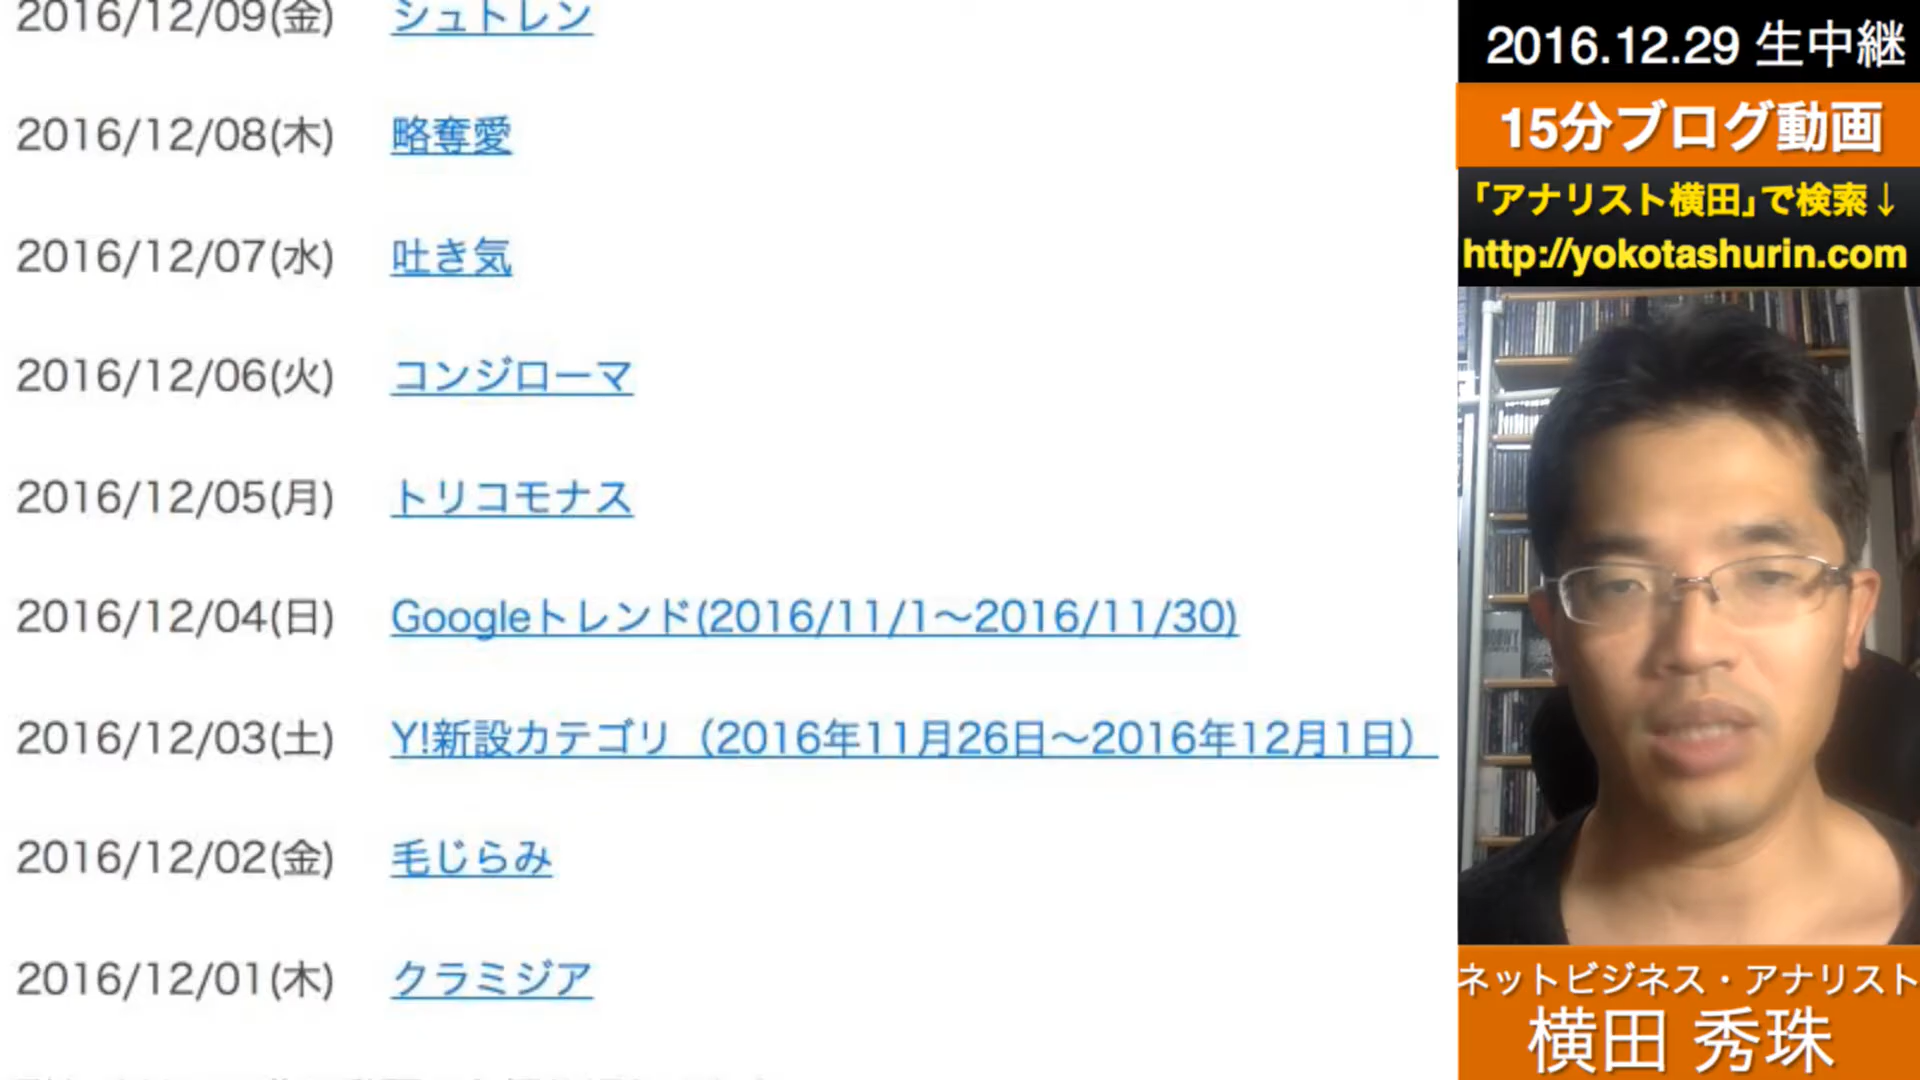 2016/12/09(金) シュトレン
2016/12/08(木) 略奪愛
2016/12/07(水) 吐き気
2016/12/06(火) コンジローマ
2016/12/05(月) トリコモナス
2016/12/04(日) Googleトレンド(2016/11/1〜2016/11/30)
2016/12/03(土) Y!新設カテゴリ（2016年11月26日〜2016年12月1日）
2016/12/02(金) 毛じらみ
2016/12/01(木) クラミジア
2016.12.29 生中継
15分ブログ動画
「アナリスト横田」で検索↓
http://yokotashurin.com
ネットビジネス・アナリスト
横田 秀珠